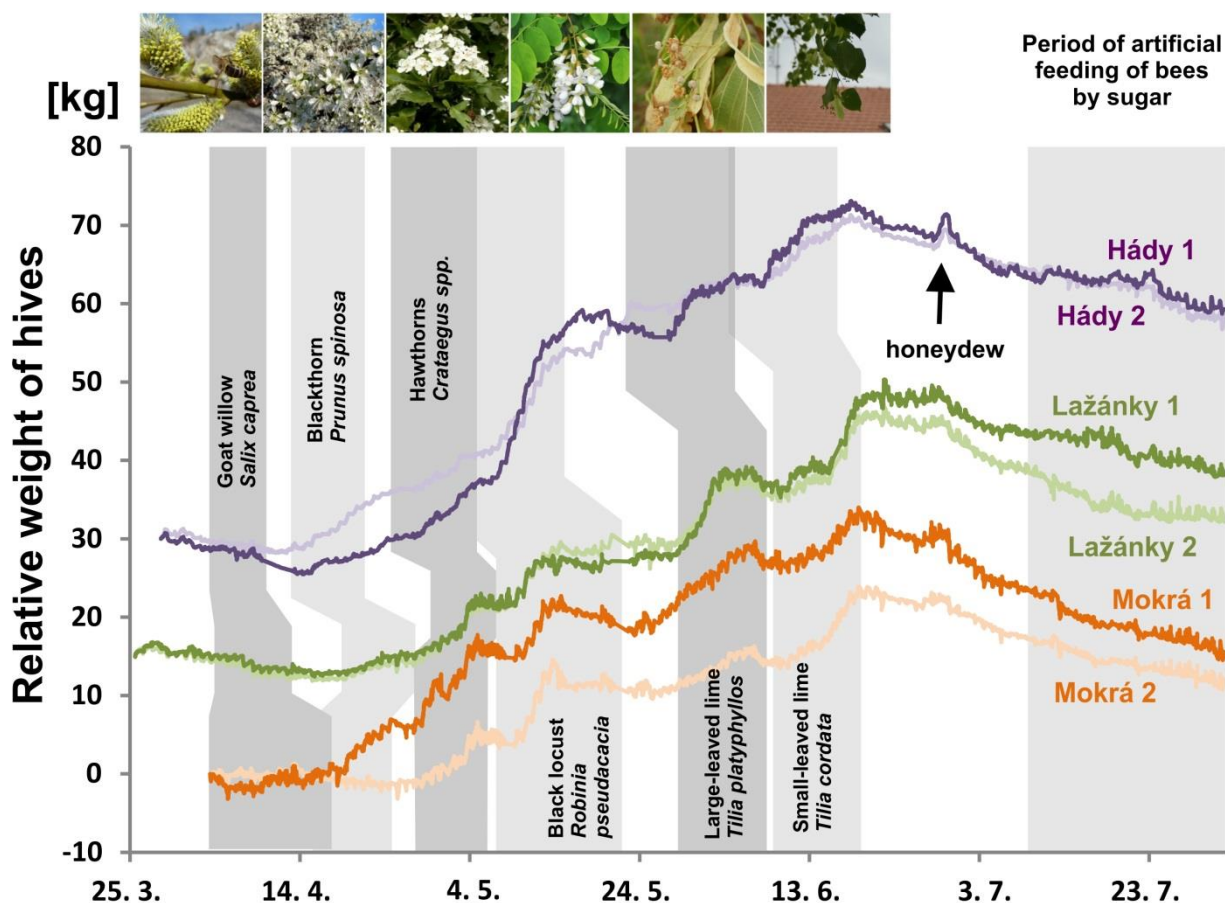 Period of artificial
feeding of bees
by sugar
[kg]
Relative weight of hives
80
70
60
50
40
30
20
10
0
-10
Goat willow
Salix caprea
Blackthorn
Prunus spinosa
Hawthorns
Crataegus spp.
Black locust
Robinia
pseudacacia
Large-leaved lime
Tilia platyphyllos
Small-leaved lime
Tilia cordata
Hády 1
Hády 2
honeydew
Lažánky 1
Lažánky 2
Mokrá 1
Mokrá 2
25. 3.
14. 4.
4. 5.
24. 5.
13. 6.
3. 7.
23. 7.